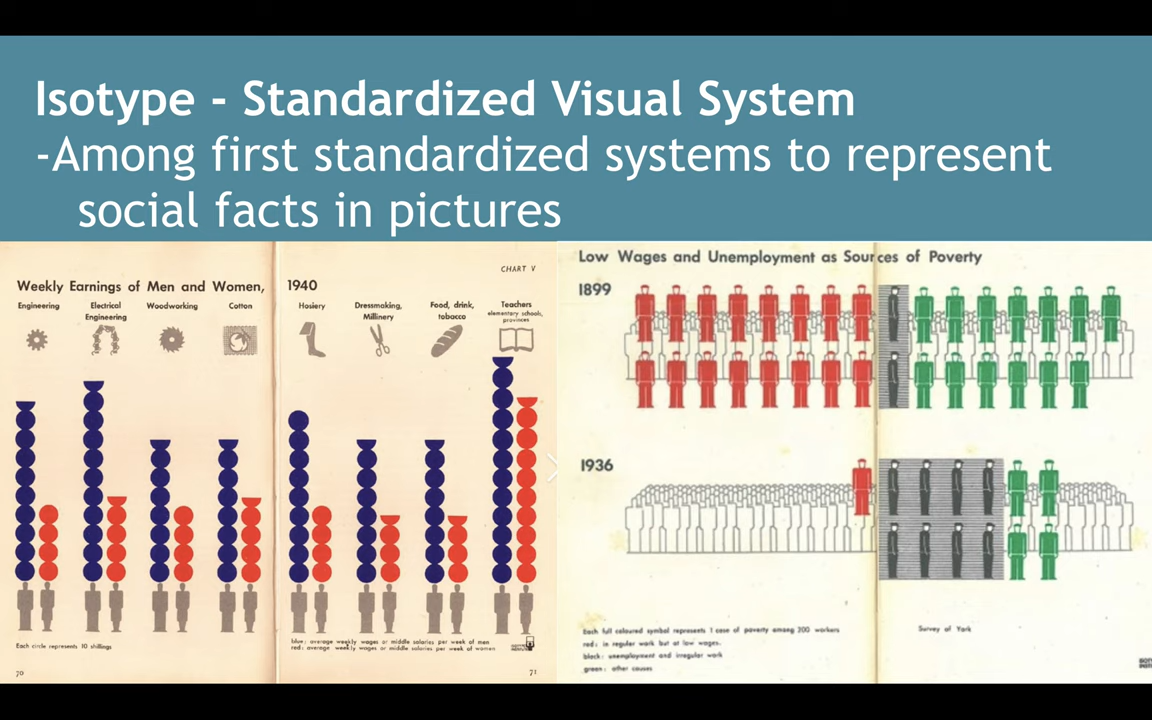 Isotype - Standardized Visual System
-Among first standardized systems to represent
social facts in pictures
CHART V
Weekly Earnings of Men and Women,
1940
Engineering
Electrical
Engineering
Woodworking
Cotton
Hosiery
Dressmaking,
Millinery
Food, drink,
tobacco
Teachers
elementary schools,
provinces
Each circle represents 10 shillings
blue: average weekly wages or middle salaries per week of men
red: average weekly wages or middle salaries per week of women
70
71
Low Wages and Unemployment as Sources of Poverty
1899
1936
Each full coloured symbol represents 1 case of poverty among 200 workers
red: in regular work but at low wages.
black: unemployment and irregular work
green: other causes
Survey of York